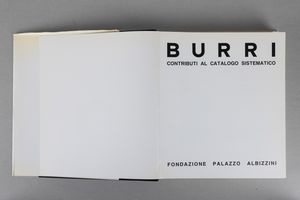 BURRI
CONTRIBUTI AL CATALOGO SISTEMATICO
FONDAZIONE PALAZZO ALBIZZINI